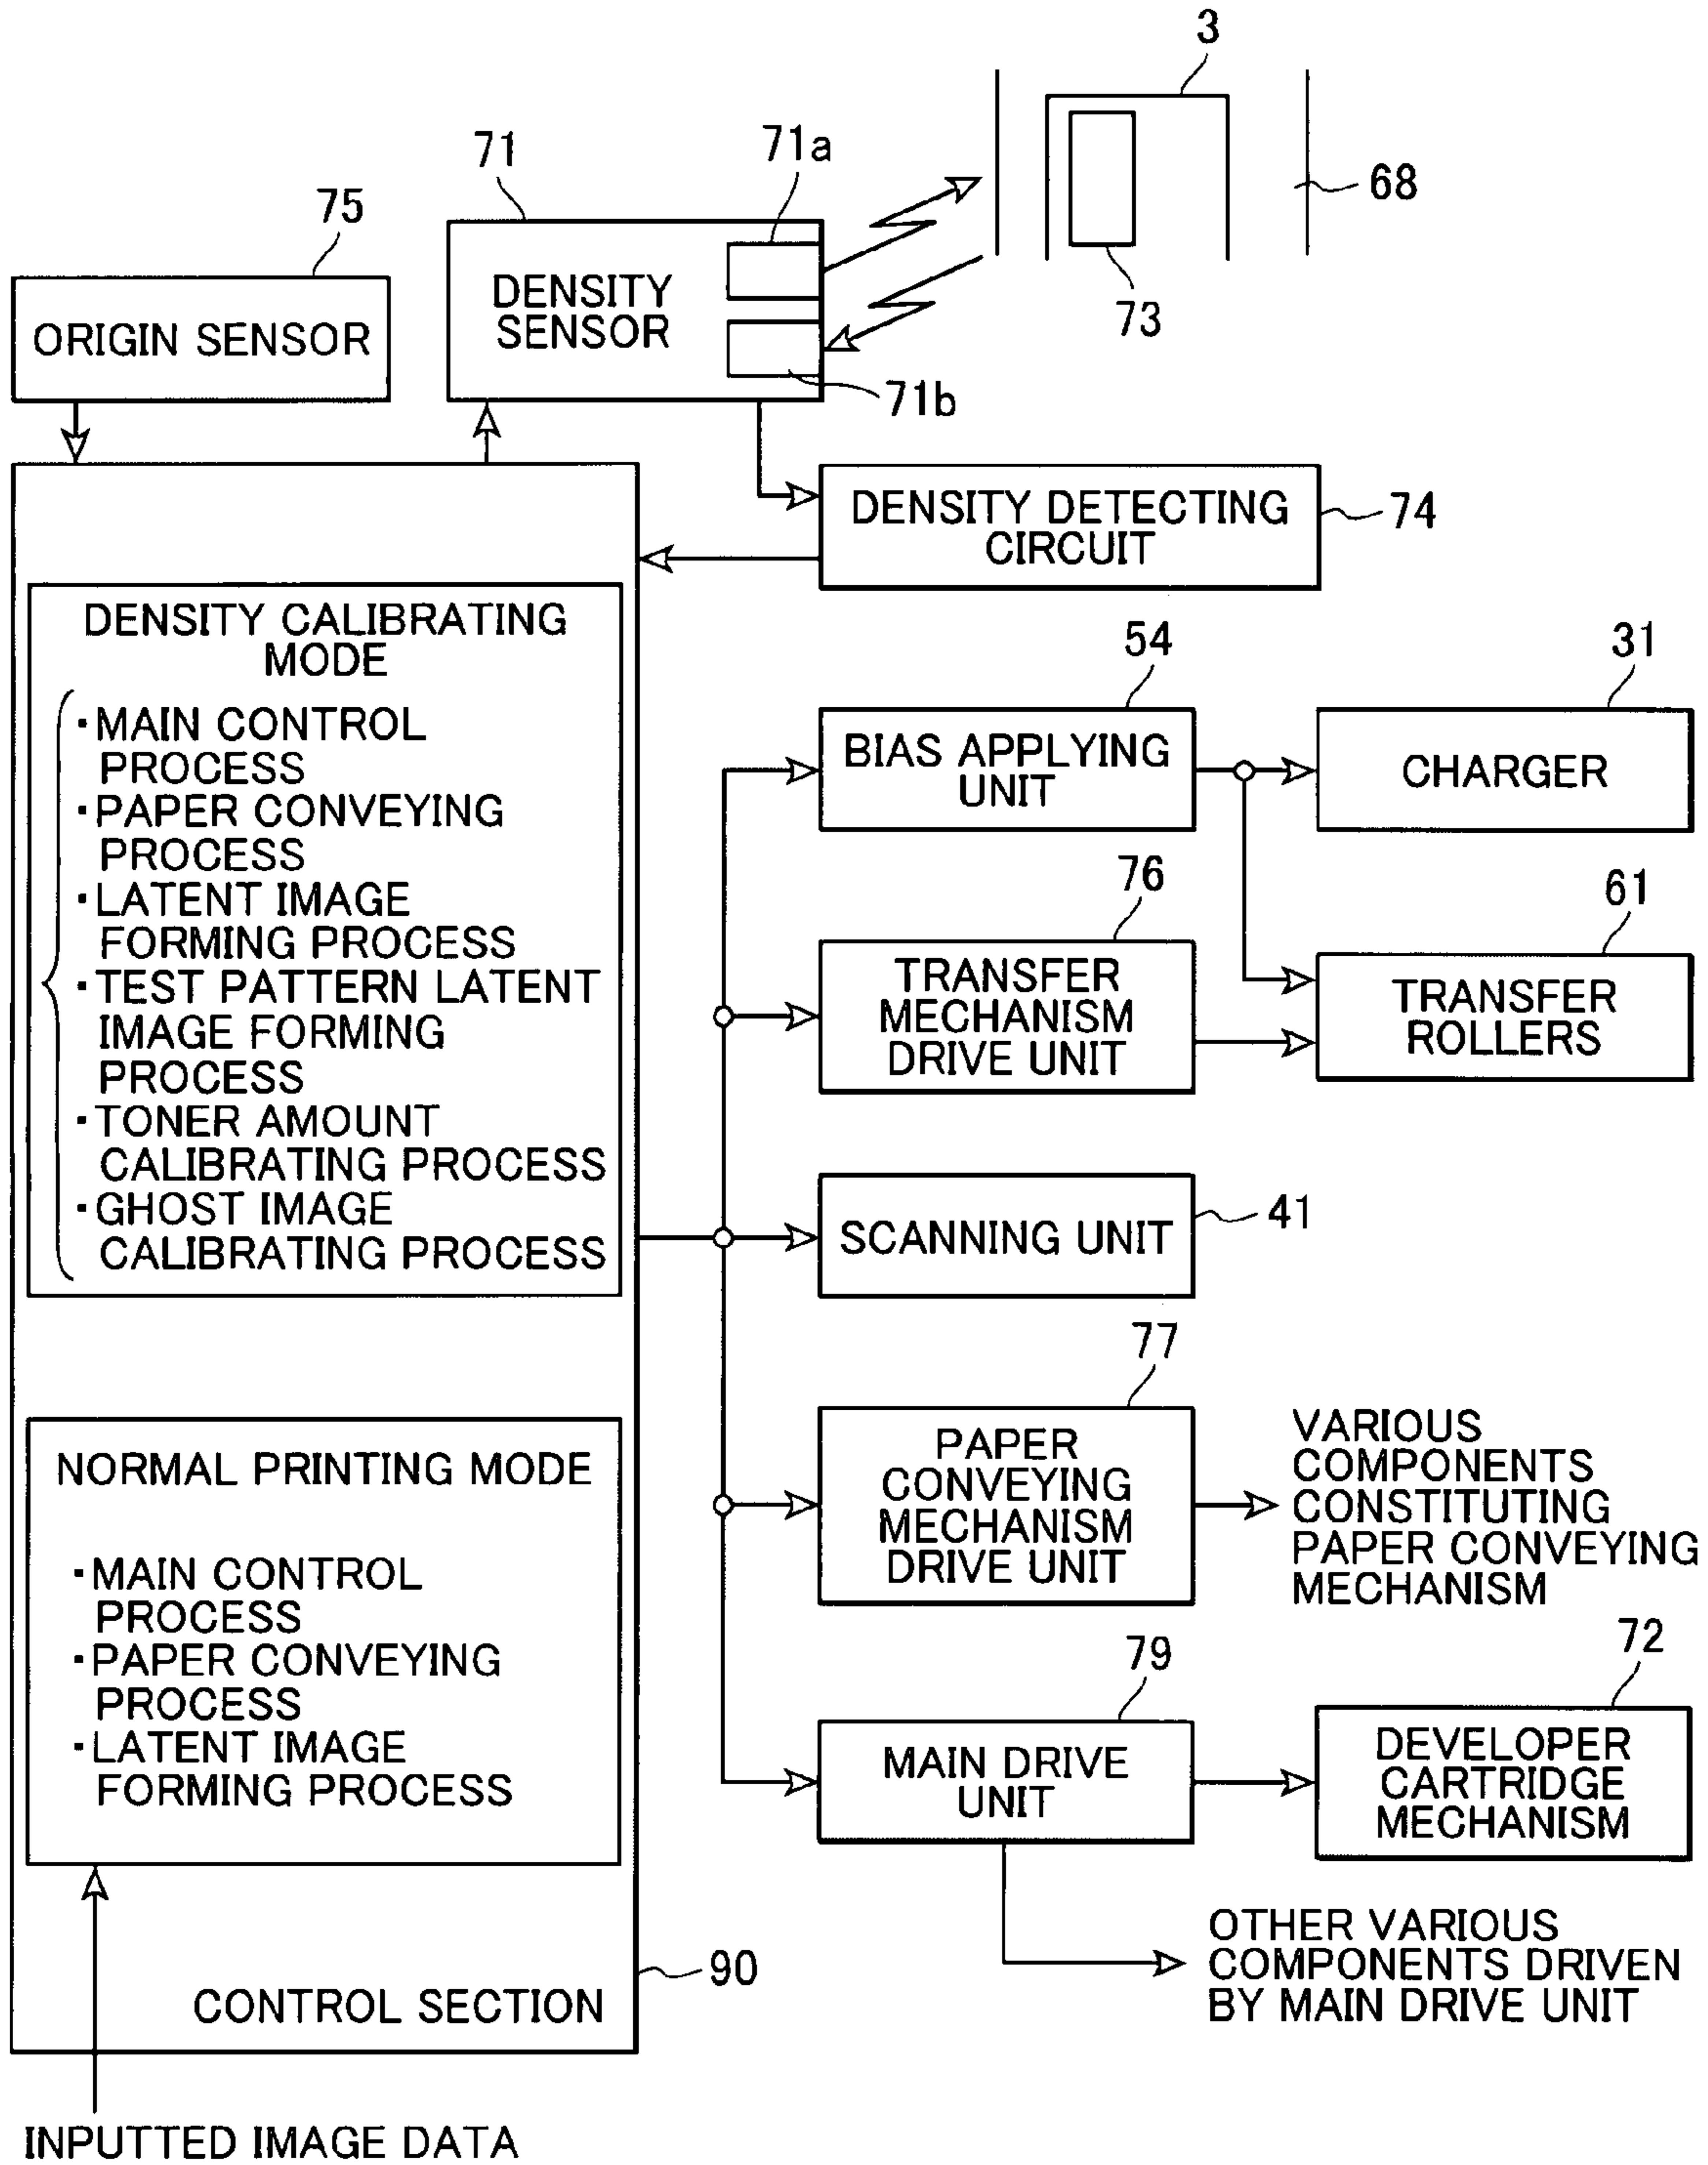 3
71
71a
68
75
73
DENSITY
SENSOR
ORIGIN SENSOR
71b
DENSITY DETECTING
CIRCUIT
74
DENSITY CALIBRATING
MODE
·MAIN CONTROL
PROCESS
·PAPER CONVEYING
PROCESS
·LATENT IMAGE
FORMING PROCESS
·TEST PATTERN LATENT
IMAGE FORMING
PROCESS
·TONER AMOUNT
CALIBRATING PROCESS
·GHOST IMAGE
CALIBRATING PROCESS
54
31
BIAS APPLYING
UNIT
CHARGER
76
61
TRANSFER
MECHANISM
DRIVE UNIT
TRANSFER
ROLLERS
SCANNING UNIT
41
77
PAPER
CONVEYING
MECHANISM
DRIVE UNIT
VARIOUS
COMPONENTS
CONSTITUTING
PAPER CONVEYING
MECHANISM
NORMAL PRINTING MODE
·MAIN CONTROL
PROCESS
·PAPER CONVEYING
PROCESS
·LATENT IMAGE
FORMING PROCESS
79
72
MAIN DRIVE
UNIT
DEVELOPER
CARTRIDGE
MECHANISM
OTHER VARIOUS
COMPONENTS DRIVEN
BY MAIN DRIVE UNIT
90
CONTROL SECTION
INPUTTED IMAGE DATA